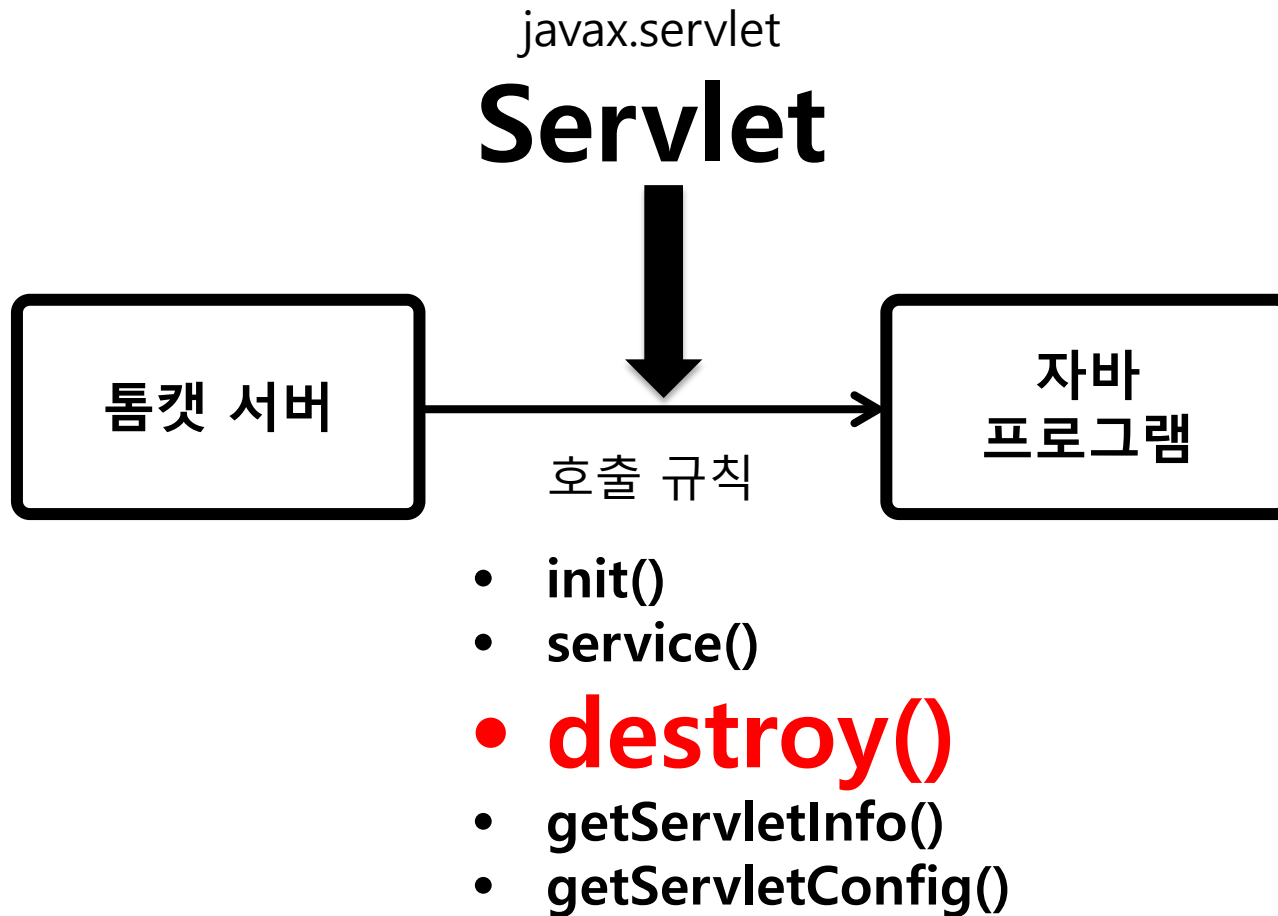 javax.servlet
Servlet
톰캣 서버
자바
프로그램
호출 규칙
• init()
• service()
• destroy()
• getServletInfo()
• getServletConfig()